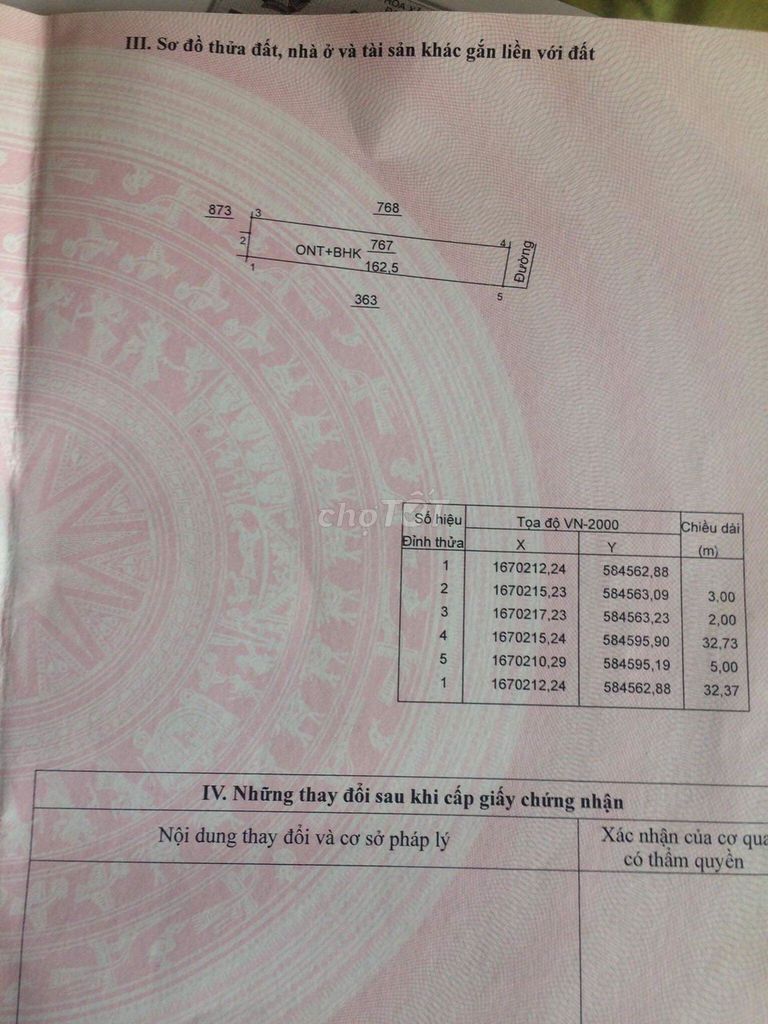 III. Sơ đồ thửa đất, nhà ở và tài sản khác gắn liền với đất
873 3 768
2 ONT+BHK 767 4 Đường
1 162,5 5
363
chợTỐT
Số hiệu Tọa độ VN-2000 Chiều dài
Đỉnh thửa X Y (m)
1 1670212,24 584562,88
2 1670215,23 584563,09 3,00
3 1670217,23 584563,23 2,00
4 1670215,24 584595,90 32,73
5 1670210,29 584595,19 5,00
1 1670212,24 584562,88 32,37
IV. Những thay đổi sau khi cấp giấy chứng nhận
Nội dung thay đổi và cơ sở pháp lý Xác nhận của cơ qua
có thẩm quyền